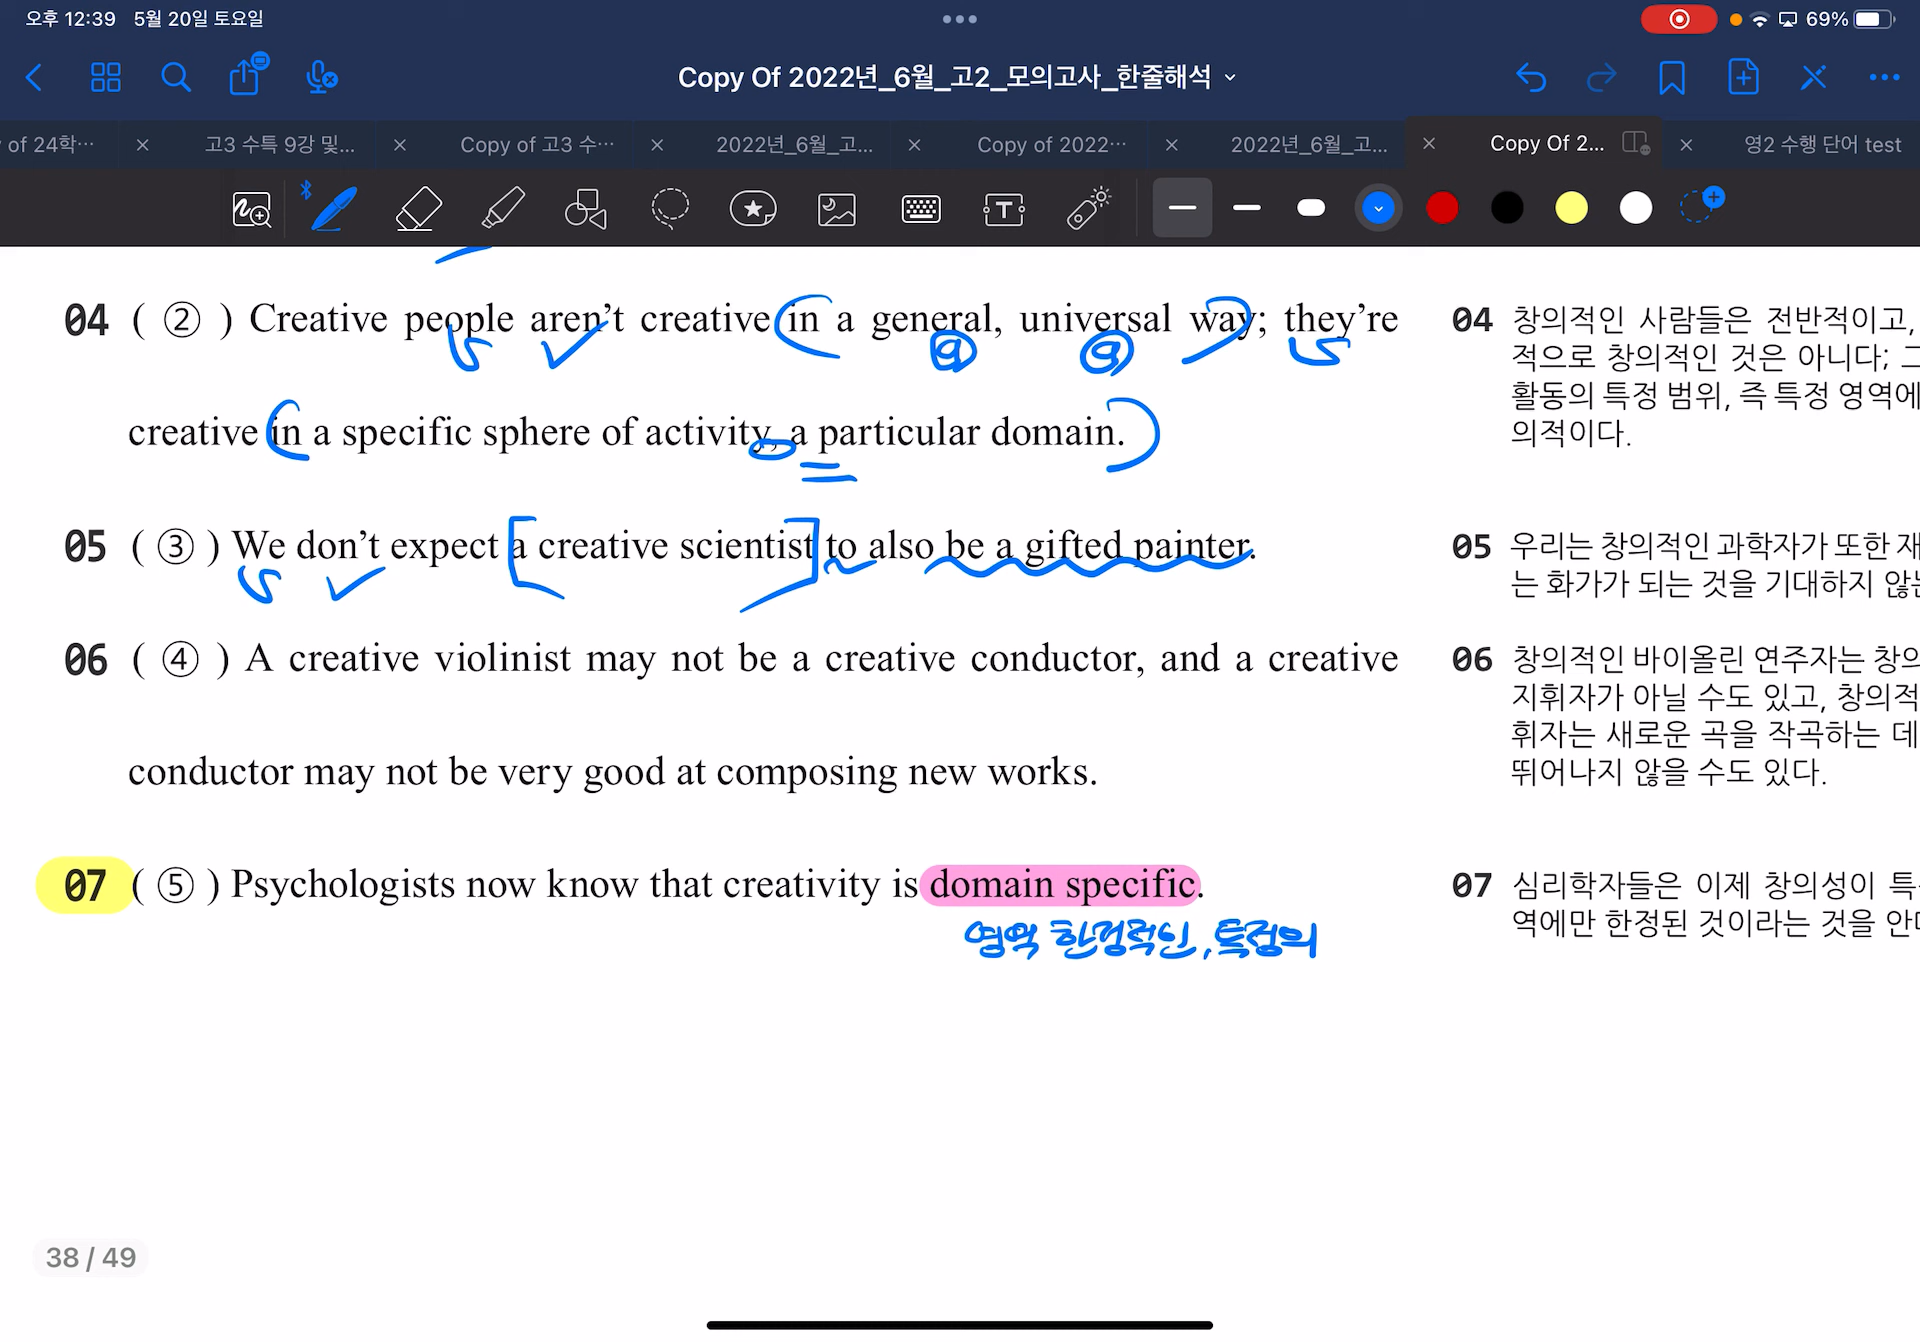 오후 12:39 5월 20일 토요일
69%
Copy Of 2022년_6월_고2_모의고사_한줄해석
of 24학···
고3 수특 9강 및...
Copy of 고3 수···
2022년_6월_고...
Copy of 2022···
2022년_6월_고...
Copy Of 2...
영2 수행 단어 test
04 ( ② ) Creative people aren't creative in a general, universal way; they're
creative in a specific sphere of activity, a particular domain.
ⓐ ⓐ
05 ( ③ ) We don't expect a creative scientist to also be a gifted painter.
06 ( ④ ) A creative violinist may not be a creative conductor, and a creative
conductor may not be very good at composing new works.
07 ( ⑤ ) Psychologists now know that creativity is domain specific.
영역 한정적인, 특정의
04 창의적인 사람들은 전반적이고,
적으로 창의적인 것은 아니다; 그
활동의 특정 범위, 즉 특정 영역에
의적이다.
05 우리는 창의적인 과학자가 또한 재
는 화가가 되는 것을 기대하지 않는
06 창의적인 바이올린 연주자는 창의
지휘자가 아닐 수도 있고, 창의적
휘자는 새로운 곡을 작곡하는 데
뛰어나지 않을 수도 있다.
07 심리학자들은 이제 창의성이 특
역에만 한정된 것이라는 것을 안다
38 / 49